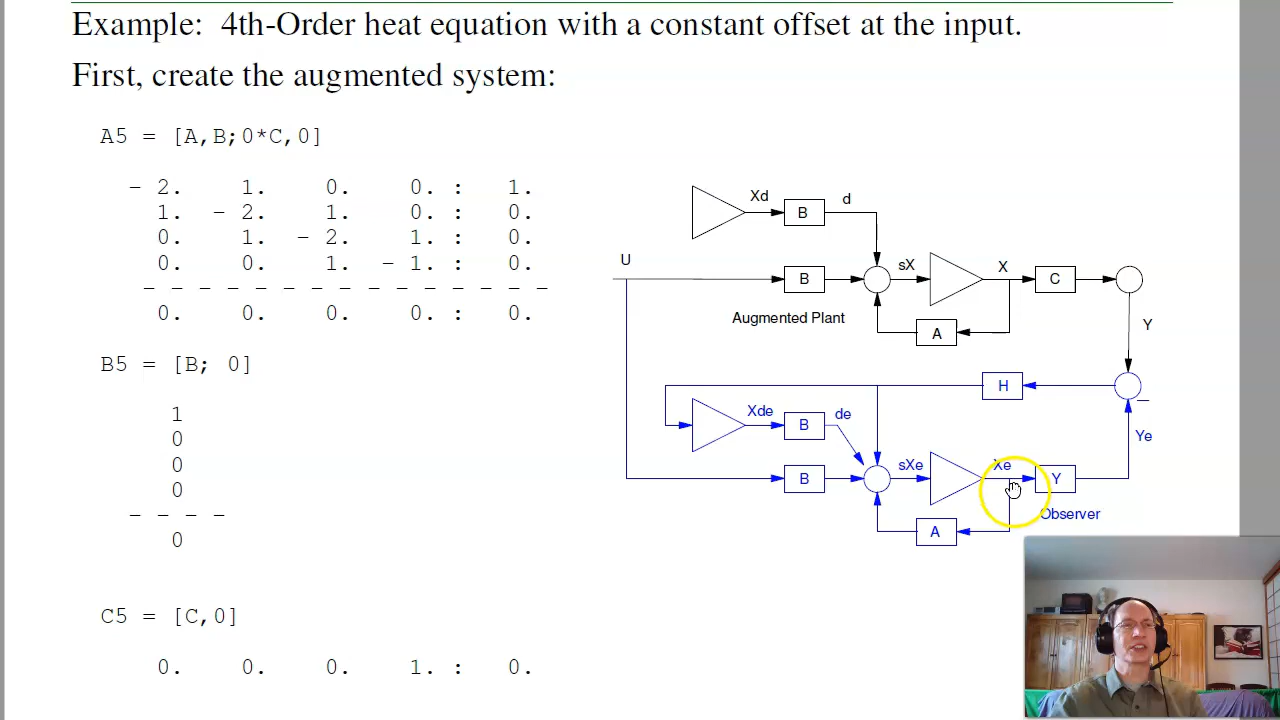 Example: 4th-Order heat equation with a constant offset at the input.
First, create the augmented system:
A5 = [A,B;0*C,0]
- 2. 1. 0. 0. : 1.
1. - 2. 1. 0. : 0.
0. 1. - 2. 1. : 0.
0. 0. 1. - 1. : 0.
- - - - - - - - - - - - - - -
0. 0. 0. 0. : 0.
B5 = [B; 0]
1
0
0
0
- - - -
0
C5 = [C,0]
0. 0. 0. 1. : 0.
Xd
B
d
U
B
sX
X
C
Augmented Plant
A
Y
H
Xde
B
de
Ye
B
sXe
Xe
Y
Observer
A